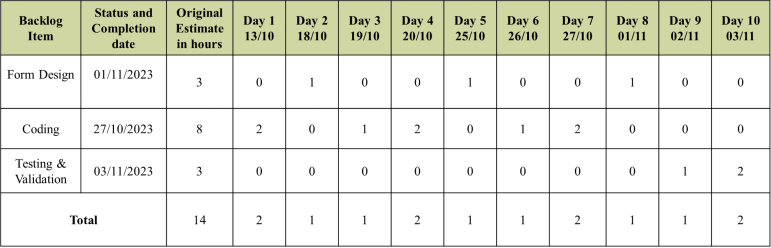 Backlog Item Status and Completion date Original Estimate in hours Day 1 13/10 Day 2 18/10 Day 3 19/10 Day 4 20/10 Day 5 25/10 Day 6 26/10 Day 7 27/10 Day 8 01/11 Day 9 02/11 Day 10 03/11
Form Design 01/11/2023 3 0 1 0 0 1 0 0 1 0 0
Coding 27/10/2023 8 2 0 1 2 0 1 2 0 0 0
Testing & Validation 03/11/2023 3 0 0 0 0 0 0 0 0 1 2
Total 14 2 1 1 2 1 1 2 1 1 2